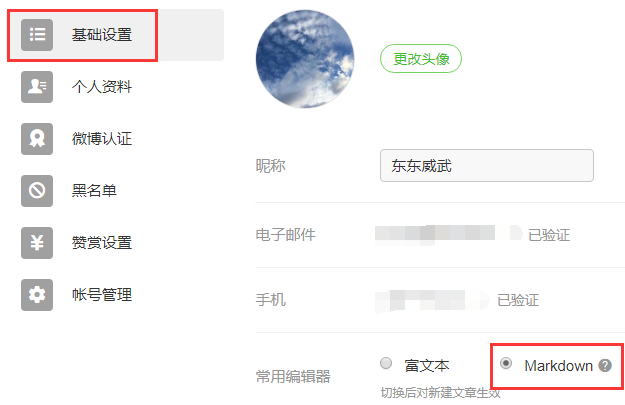 基础设置
个人资料
微博认证
黑名单
赞赏设置
帐号管理
更改头像
昵称 东东威武
电子邮件 已验证
手机 已验证
常用编辑器 富文本 Markdown ?
切换后对新建文章生效